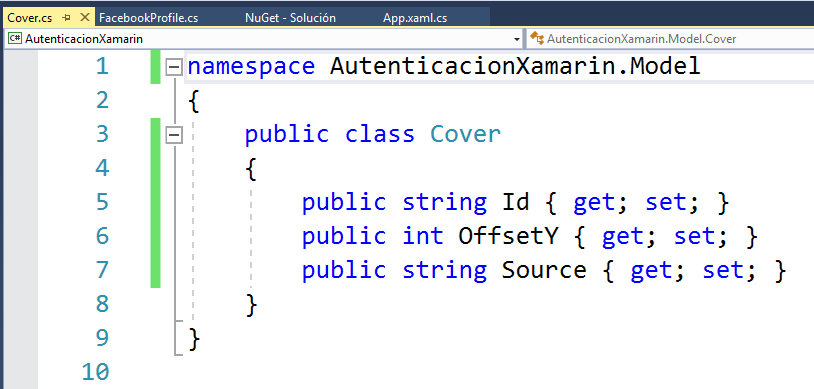 Cover.cs FacebookProfile.cs NuGet - Solución App.xaml.cs
C# AutenticacionXamarin AutenticacionXamarin.Model.Cover
1 namespace AutenticacionXamarin.Model
2 {
3 public class Cover
4 {
5 public string Id { get; set; }
6 public int OffsetY { get; set; }
7 public string Source { get; set; }
8 }
9 }
10